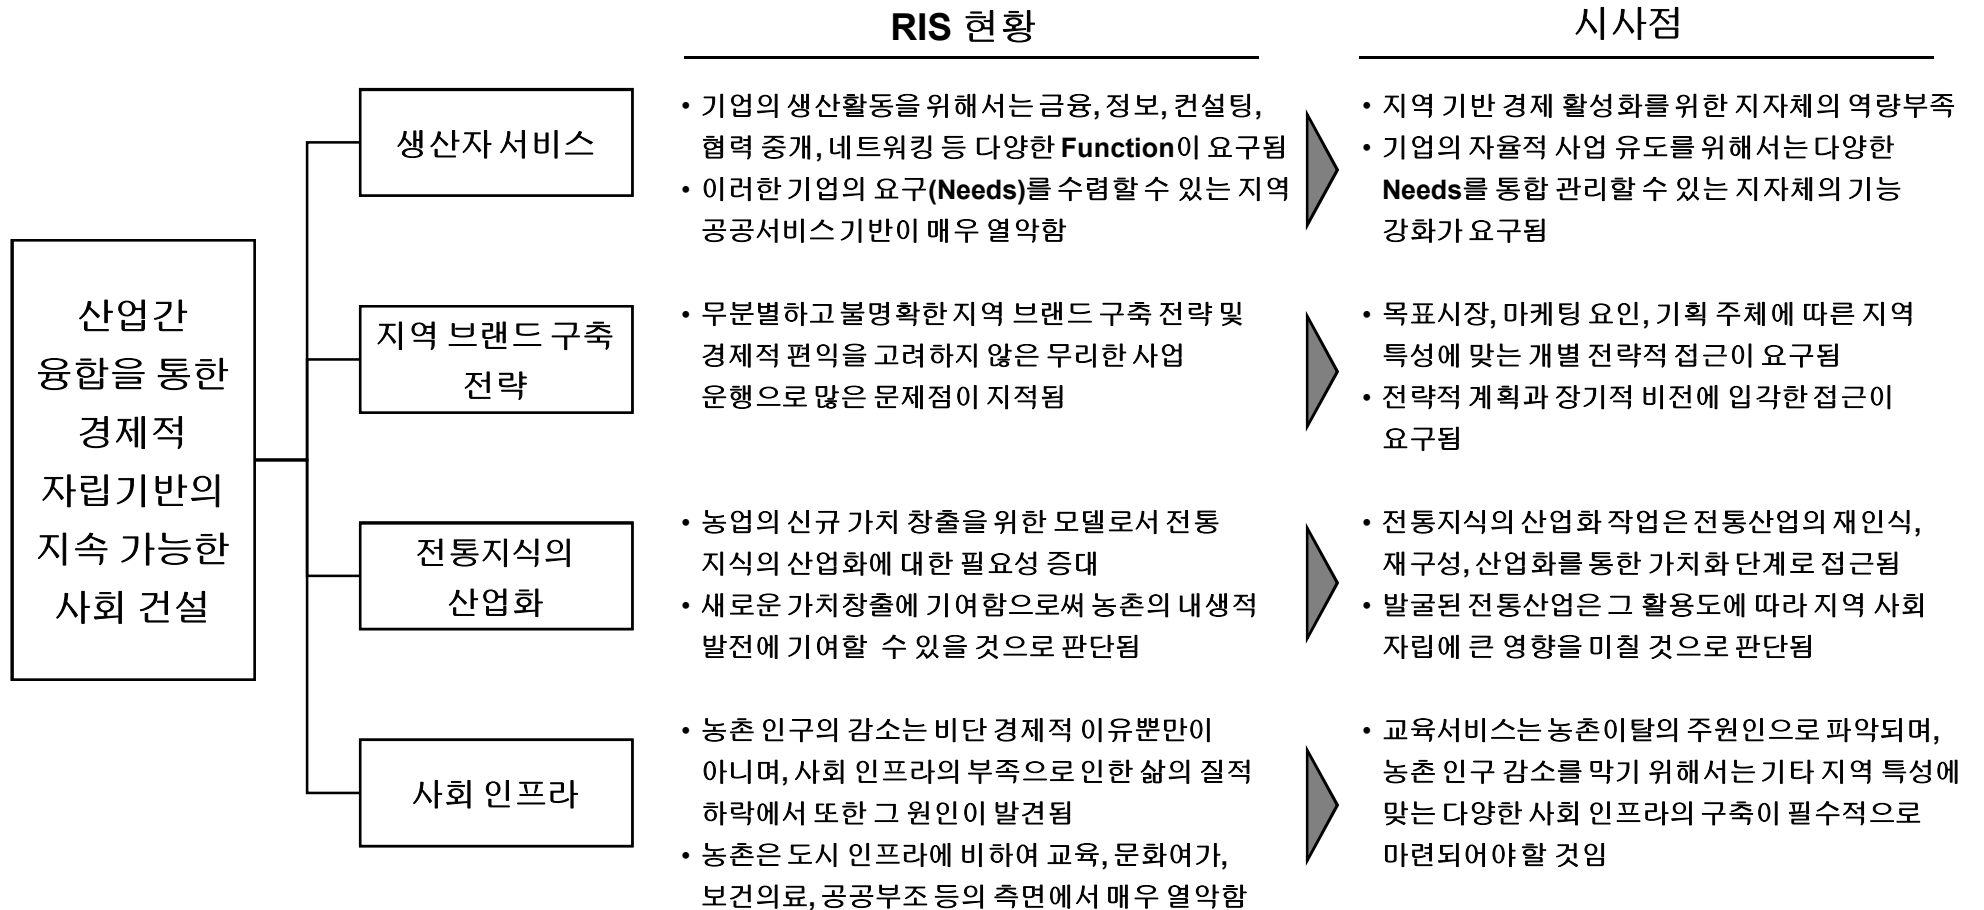 RIS 현황
시사점
산업간
융합을 통한
경제적
자립기반의
지속 가능한
사회 건설
생산자 서비스
• 기업의 생산활동을 위해서는 금융, 정보, 컨설팅,
협력 중개, 네트워킹 등 다양한 Function이 요구됨
• 이러한 기업의 요구(Needs)를 수렴할 수 있는 지역
공공서비스 기반이 매우 열악함
• 지역 기반 경제 활성화를 위한 지자체의 역량부족
• 기업의 자율적 사업 유도를 위해서는 다양한
Needs를 통합 관리할 수 있는 지자체의 기능
강화가 요구됨
지역 브랜드 구축
전략
• 무분별하고 불명확한 지역 브랜드 구축 전략 및
경제적 편익을 고려하지 않은 무리한 사업
운행으로 많은 문제점이 지적됨
• 목표시장, 마케팅 요인, 기획 주체에 따른 지역
특성에 맞는 개별 전략적 접근이 요구됨
• 전략적 계획과 장기적 비전에 입각한 접근이
요구됨
전통지식의
산업화
• 농업의 신규 가치 창출을 위한 모델로서 전통
지식의 산업화에 대한 필요성 증대
• 새로운 가치창출에 기여함으로써 농촌의 내생적
발전에 기여할 수 있을 것으로 판단됨
• 전통지식의 산업화 작업은 전통산업의 재인식,
재구성, 산업화를 통한 가치화 단계로 접근됨
• 발굴된 전통산업은 그 활용도에 따라 지역 사회
자립에 큰 영향을 미칠 것으로 판단됨
사회 인프라
• 농촌 인구의 감소는 비단 경제적 이유뿐만이
아니며, 사회 인프라의 부족으로 인한 삶의 질적
하락에서 또한 그 원인이 발견됨
• 농촌은 도시 인프라에 비하여 교육, 문화여가,
보건의료, 공공부조 등의 측면에서 매우 열악함
• 교육서비스는 농촌이탈의 주원인으로 파악되며,
농촌 인구 감소를 막기 위해서는 기타 지역 특성에
맞는 다양한 사회 인프라의 구축이 필수적으로
마련되어야 할 것임